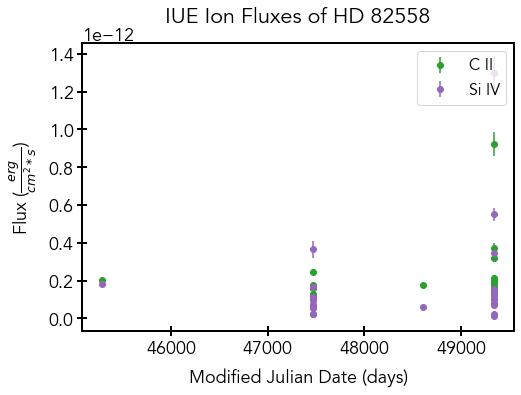 IUE Ion Fluxes of HD 82558
1e−12
1.4
1.2
1.0
0.8
0.6
0.4
0.2
0.0
Flux (erg/cm²*s)
C II
Si IV
46000 47000 48000 49000
Modified Julian Date (days)